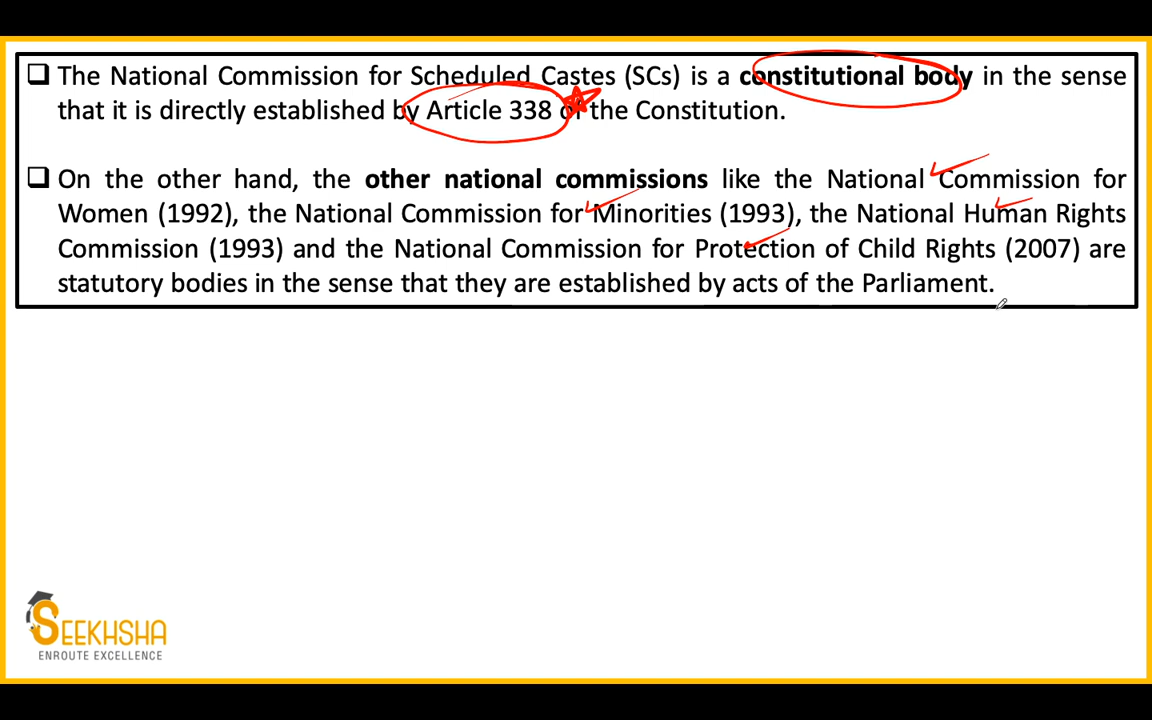 The National Commission for Scheduled Castes (SCs) is a constitutional body in the sense
that it is directly established by Article 338 of the Constitution.
On the other hand, the other national commissions like the National Commission for
Women (1992), the National Commission for Minorities (1993), the National Human Rights
Commission (1993) and the National Commission for Protection of Child Rights (2007) are
statutory bodies in the sense that they are established by acts of the Parliament.
SEEKHSHA
ENROUTE EXCELLENCE